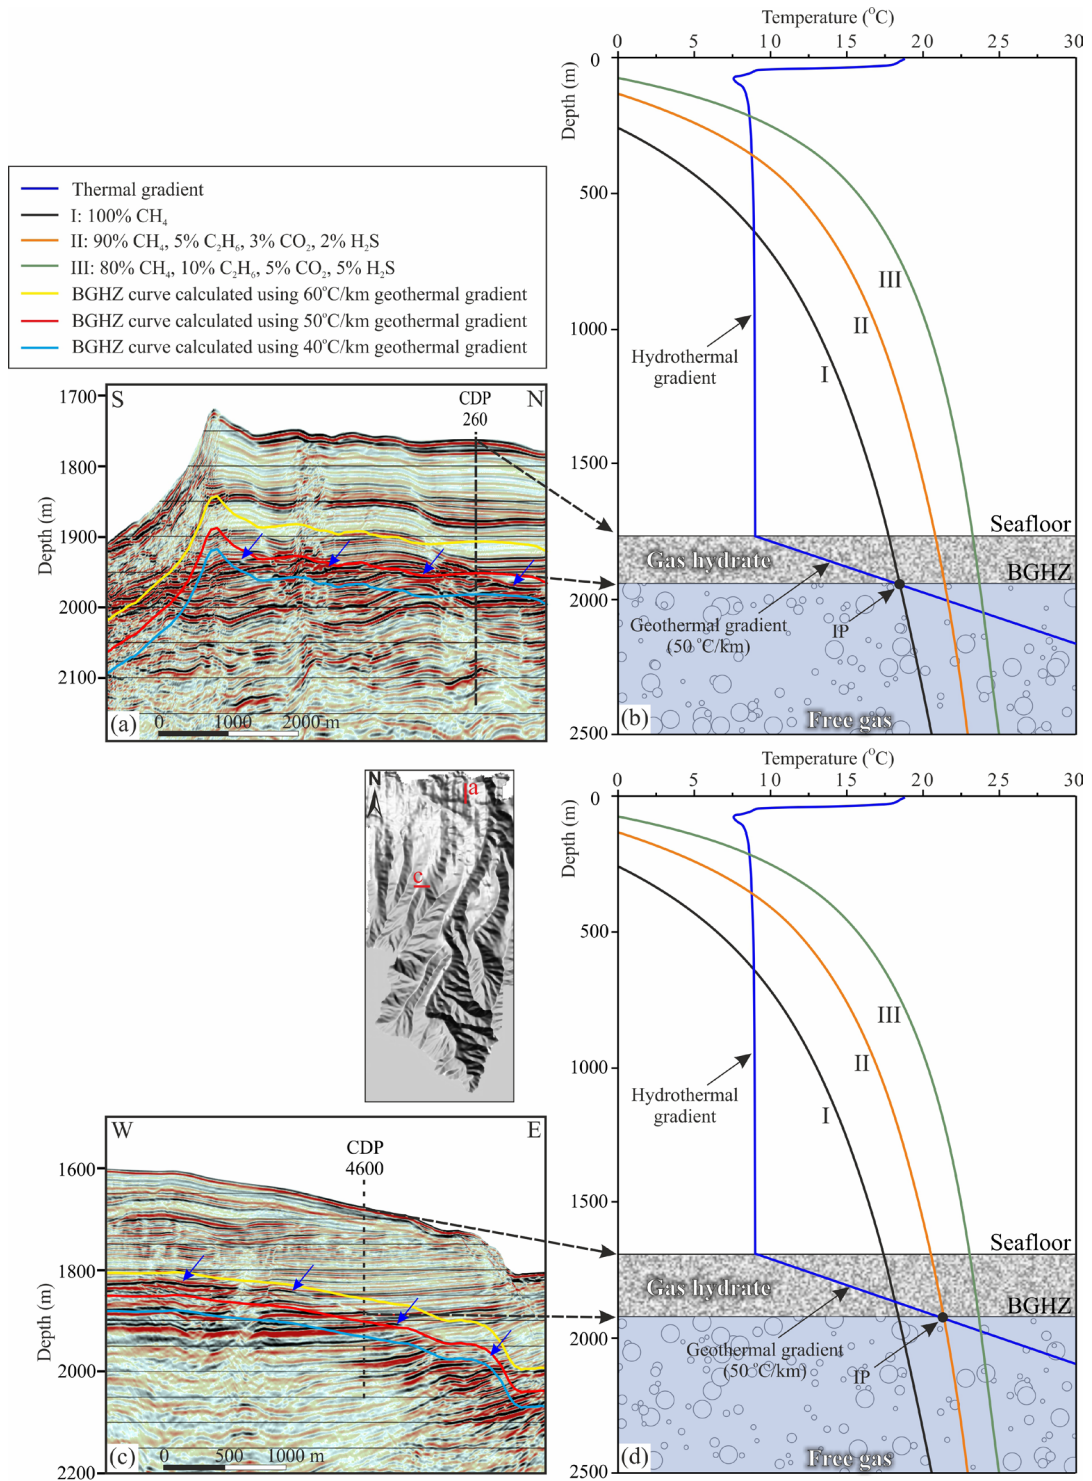 Temperature (°C)
0 5 10 15 20 25 30
Depth (m)
0
500
1000
1500
2000
2500
III
II
I
Hydrothermal
gradient
Seafloor
Gas hydrate
BGHZ
Geothermal gradient
(50 °C/km)
IP
Free gas
(b)
Thermal gradient
I: 100% CH₄
II: 90% CH₄, 5% C₂H₆, 3% CO₂, 2% H₂S
III: 80% CH₄, 10% C₂H₆, 5% CO₂, 5% H₂S
BGHZ curve calculated using 60°C/km geothermal gradient
BGHZ curve calculated using 50°C/km geothermal gradient
BGHZ curve calculated using 40°C/km geothermal gradient
S
CDP
260
N
Depth (m)
1700
1800
1900
2000
2100
(a)
0 1000 2000 m
N
a
c
Temperature (°C)
0 5 10 15 20 25 30
Depth (m)
0
500
1000
1500
2000
2500
III
II
I
Hydrothermal
gradient
Seafloor
Gas hydrate
BGHZ
Geothermal gradient
(50 °C/km)
IP
Free gas
(d)
W
CDP
4600
E
Depth (m)
1600
1800
2000
2200
(c)
0 500 1000 m